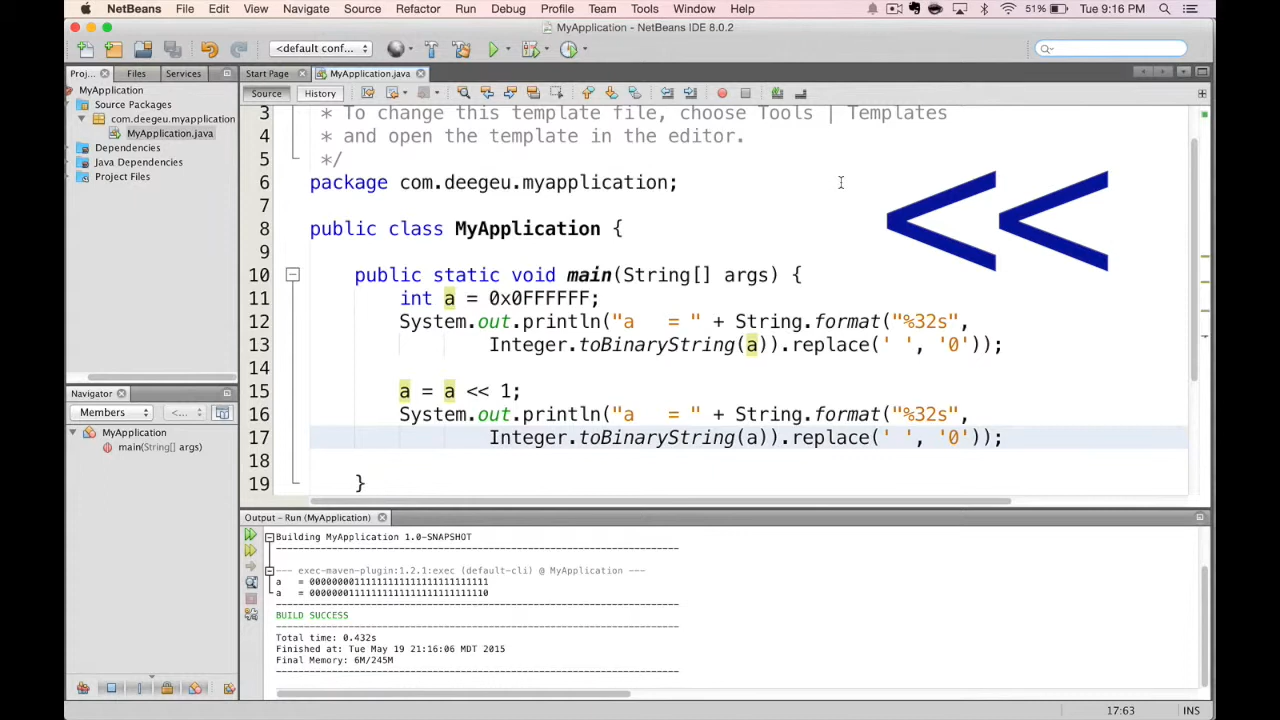 NetBeans File Edit View Navigate Source Refactor Run Debug Profile Team Tools Window Help 51% Tue 9:16 PM
MyApplication - NetBeans IDE 8.0.2
<default conf...
Proj... Files Services
MyApplication
Source Packages
com.deegeu.myapplication
MyApplication.java
Dependencies
Java Dependencies
Project Files
Navigator
Members <...
MyApplication
main(String[] args)
Start Page MyApplication.java
Source History
3 * To change this template file, choose Tools | Templates
4 * and open the template in the editor.
5 */
6 package com.deegeu.myapplication;
7
8 public class MyApplication {
9
10 public static void main(String[] args) {
11 int a = 0x0FFFFFF;
12 System.out.println("a   = " + String.format("%32s",
13 Integer.toBinaryString(a)).replace(' ', '0'));
14
15 a = a << 1;
16 System.out.println("a   = " + String.format("%32s",
17 Integer.toBinaryString(a)).replace(' ', '0'));
18
19 }
<<
Output - Run (MyApplication)
Building MyApplication 1.0-SNAPSHOT
------------------------------------------------------------------------
--- exec-maven-plugin:1.2.1:exec (default-cli) @ MyApplication ---
a   = 00000000111111111111111111111111
a   = 00000001111111111111111111111110
------------------------------------------------------------------------
BUILD SUCCESS
------------------------------------------------------------------------
Total time: 0.432s
Finished at: Tue May 19 21:16:06 MDT 2015
Final Memory: 6M/245M
------------------------------------------------------------------------
17:63 INS